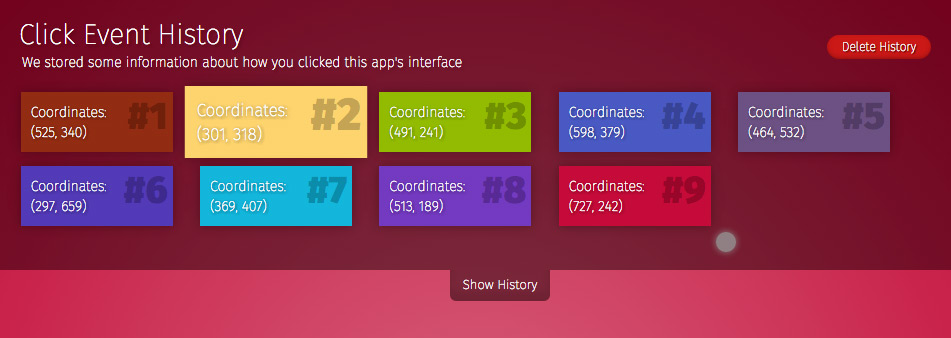 Click Event History
We stored some information about how you clicked this app's interface
Delete History
Coordinates:
(525, 340)
#1
Coordinates:
(301, 318)
#2
Coordinates:
(491, 241)
#3
Coordinates:
(598, 379)
#4
Coordinates:
(464, 532)
#5
Coordinates:
(297, 659)
#6
Coordinates:
(369, 407)
#7
Coordinates:
(513, 189)
#8
Coordinates:
(727, 242)
#9
Show History